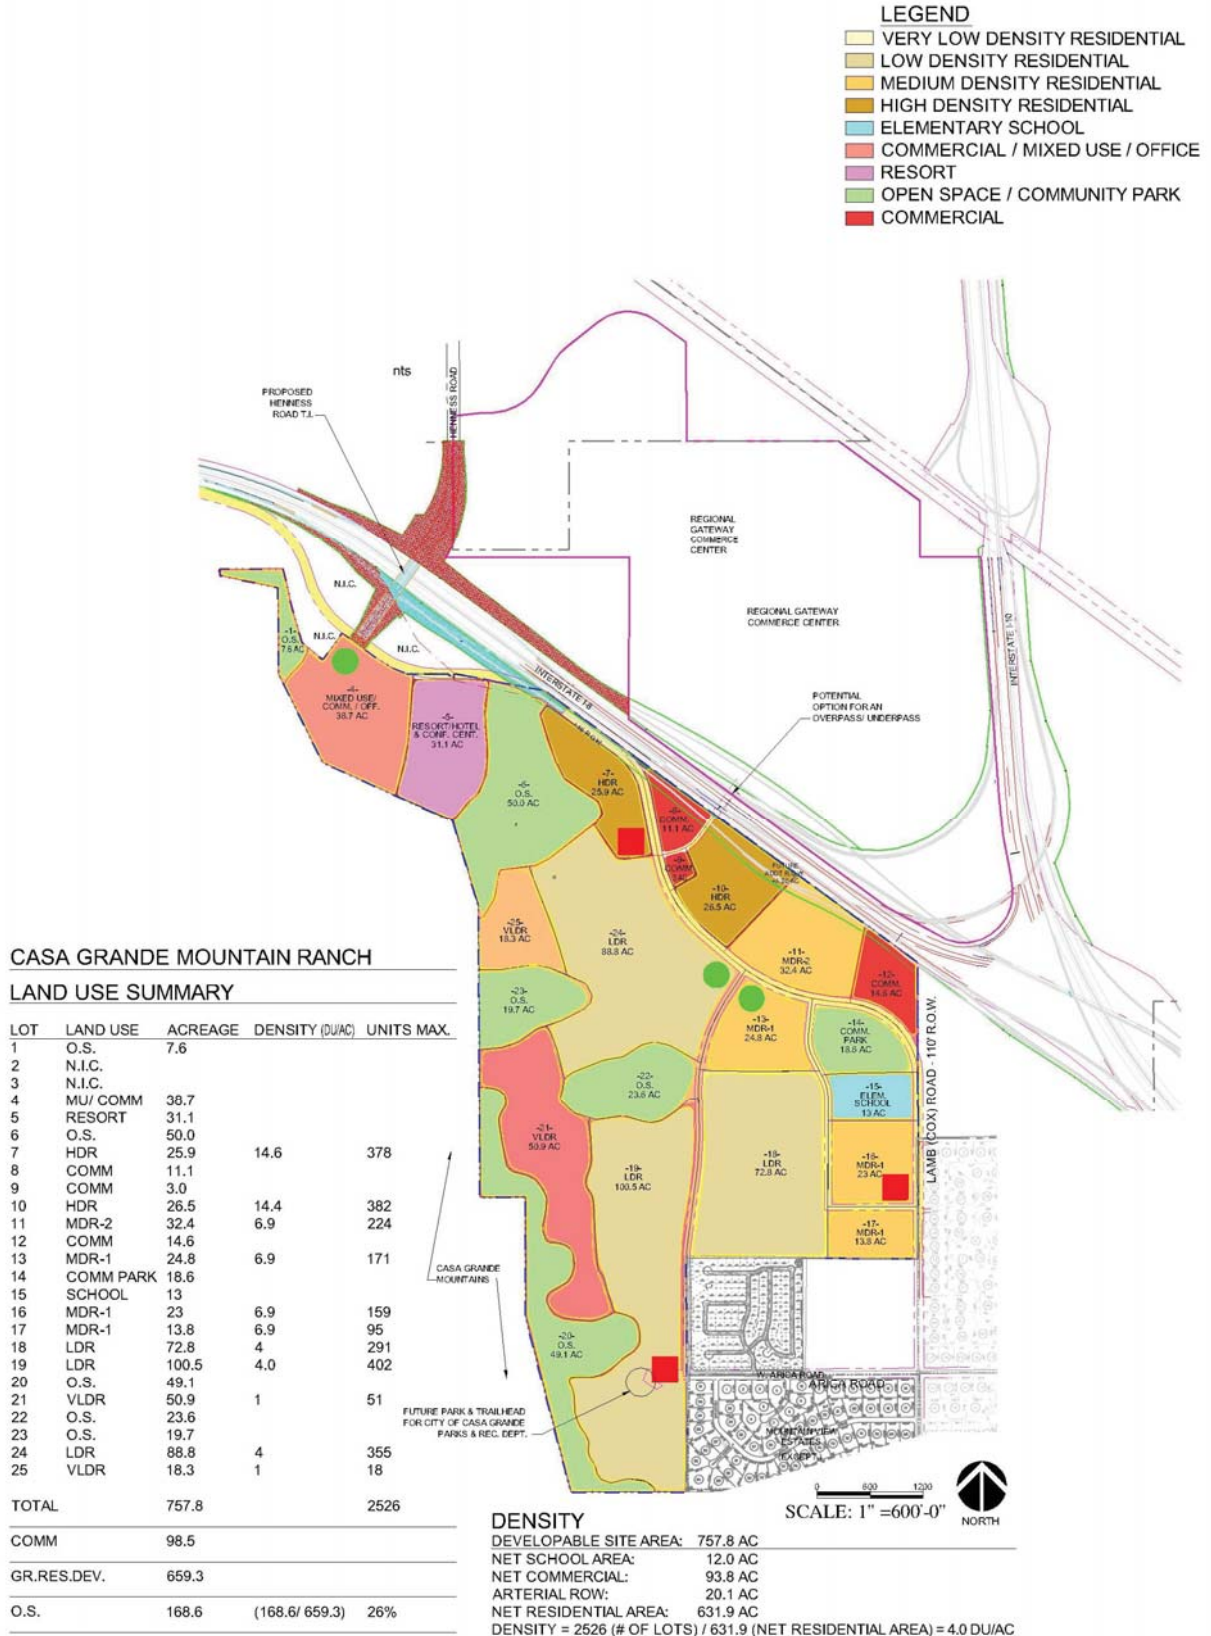 LEGEND
VERY LOW DENSITY RESIDENTIAL
LOW DENSITY RESIDENTIAL
MEDIUM DENSITY RESIDENTIAL
HIGH DENSITY RESIDENTIAL
ELEMENTARY SCHOOL
COMMERCIAL / MIXED USE / OFFICE
RESORT
OPEN SPACE / COMMUNITY PARK
COMMERCIAL
nts
HENNESS ROAD
PROPOSED
HENNESS
ROAD T.I.
REGIONAL
GATEWAY
COMMERCE
CENTER
REGIONAL GATEWAY
COMMERCE CENTER
INTERSTATE I-10
INTERSTATE I-8
POTENTIAL
OPTION FOR AN
OVERPASS/ UNDERPASS
N.I.C.
N.I.C.
N.I.C.
-1-
O.S.
7.6 AC
-4-
MIXED USE/
COMM. / OFF.
38.7 AC
-5-
RESORT/HOTEL
& CONF. CENT.
31.1 AC
-6-
O.S.
50.0 AC
-7-
HDR
25.9 AC
-8-
COMM.
11.1 AC
-9-
COMM
-10-
HDR
26.5 AC
FUTURE
-11-
MDR-2
32.4 AC
-12-
COMM.
14.6 AC
-25-
VLDR
18.3 AC
-24-
LDR
88.8 AC
-23-
O.S.
19.7 AC
-13-
MDR-1
24.8 AC
-14-
COMM.
PARK
18.6 AC
-22-
O.S.
23.6 AC
-15-
ELEM.
SCHOOL
13 AC
LAMB (COX) ROAD - 110' R.O.W.
-21-
VLDR
50.9 AC
-19-
LDR
100.5 AC
-18-
LDR
72.8 AC
-16-
MDR-1
23 AC
-17-
MDR-1
13.8 AC
CASA GRANDE
MOUNTAINS
-20-
O.S.
49.1 AC
W. ARICA ROAD
ARICA ROAD
FUTURE PARK & TRAILHEAD
FOR CITY OF CASA GRANDE
PARKS & REC. DEPT.
MOUNTAIN VIEW
ESTATES
(EXCEPT)
CASA GRANDE MOUNTAIN RANCH
LAND USE SUMMARY
LOT LAND USE ACREAGE DENSITY (DU/AC) UNITS MAX.
1 O.S. 7.6
2 N.I.C.
3 N.I.C.
4 MU/ COMM 38.7
5 RESORT 31.1
6 O.S. 50.0
7 HDR 25.9 14.6 378
8 COMM 11.1
9 COMM 3.0
10 HDR 26.5 14.4 382
11 MDR-2 32.4 6.9 224
12 COMM 14.6
13 MDR-1 24.8 6.9 171
14 COMM PARK 18.6
15 SCHOOL 13
16 MDR-1 23 6.9 159
17 MDR-1 13.8 6.9 95
18 LDR 72.8 4 291
19 LDR 100.5 4.0 402
20 O.S. 49.1
21 VLDR 50.9 1 51
22 O.S. 23.6
23 O.S. 19.7
24 LDR 88.8 4 355
25 VLDR 18.3 1 18
TOTAL 757.8 2526
COMM 98.5
GR.RES.DEV. 659.3
O.S. 168.6 (168.6/ 659.3) 26%
0 600 1200
SCALE: 1" =600'-0"
NORTH
DENSITY
DEVELOPABLE SITE AREA: 757.8 AC
NET SCHOOL AREA: 12.0 AC
NET COMMERCIAL: 93.8 AC
ARTERIAL ROW: 20.1 AC
NET RESIDENTIAL AREA: 631.9 AC
DENSITY = 2526 (# OF LOTS) / 631.9 (NET RESIDENTIAL AREA) = 4.0 DU/AC